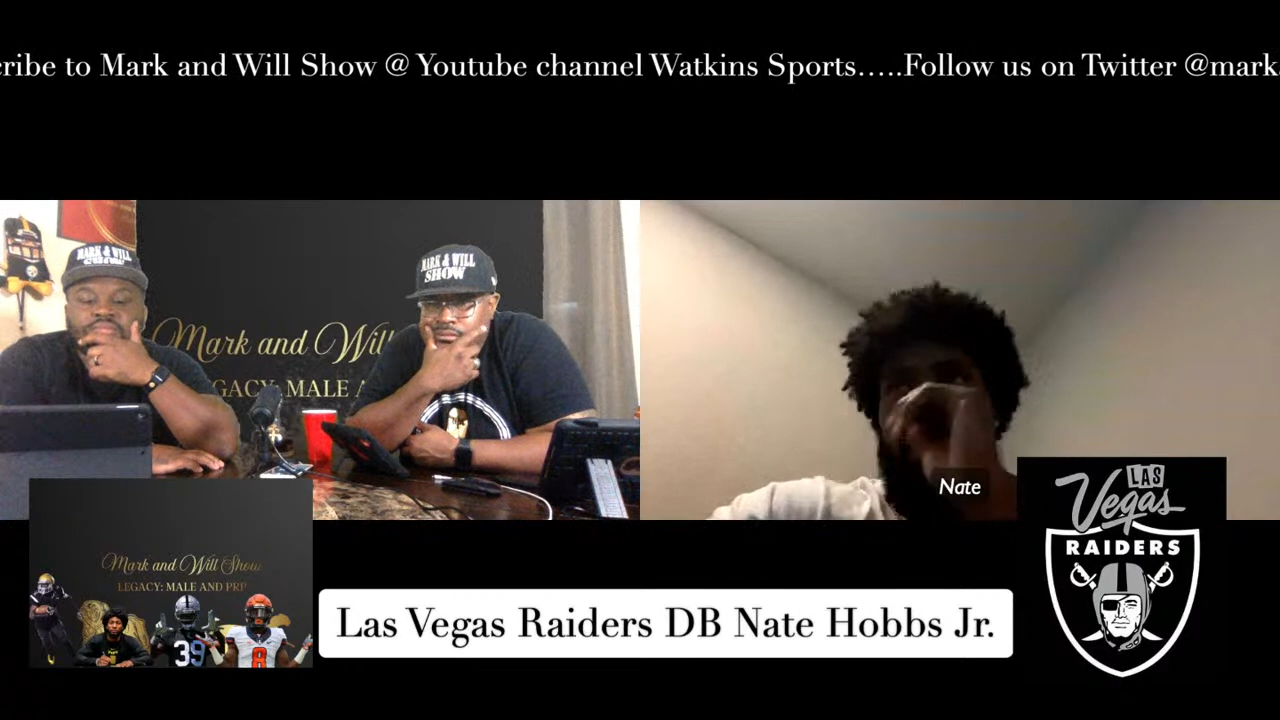 cribe to Mark and Will Show @ Youtube channel Watkins Sports.....Follow us on Twitter @mark
MARK & WILL
SHOW
MARK & WILL
SHOW
Mark and Will
GACY: MALE A
Nate
LAS
Vegas
RAIDERS
Mark and Will Show
LEGACY: MALE AND PRP
39
8
Las Vegas Raiders DB Nate Hobbs Jr.